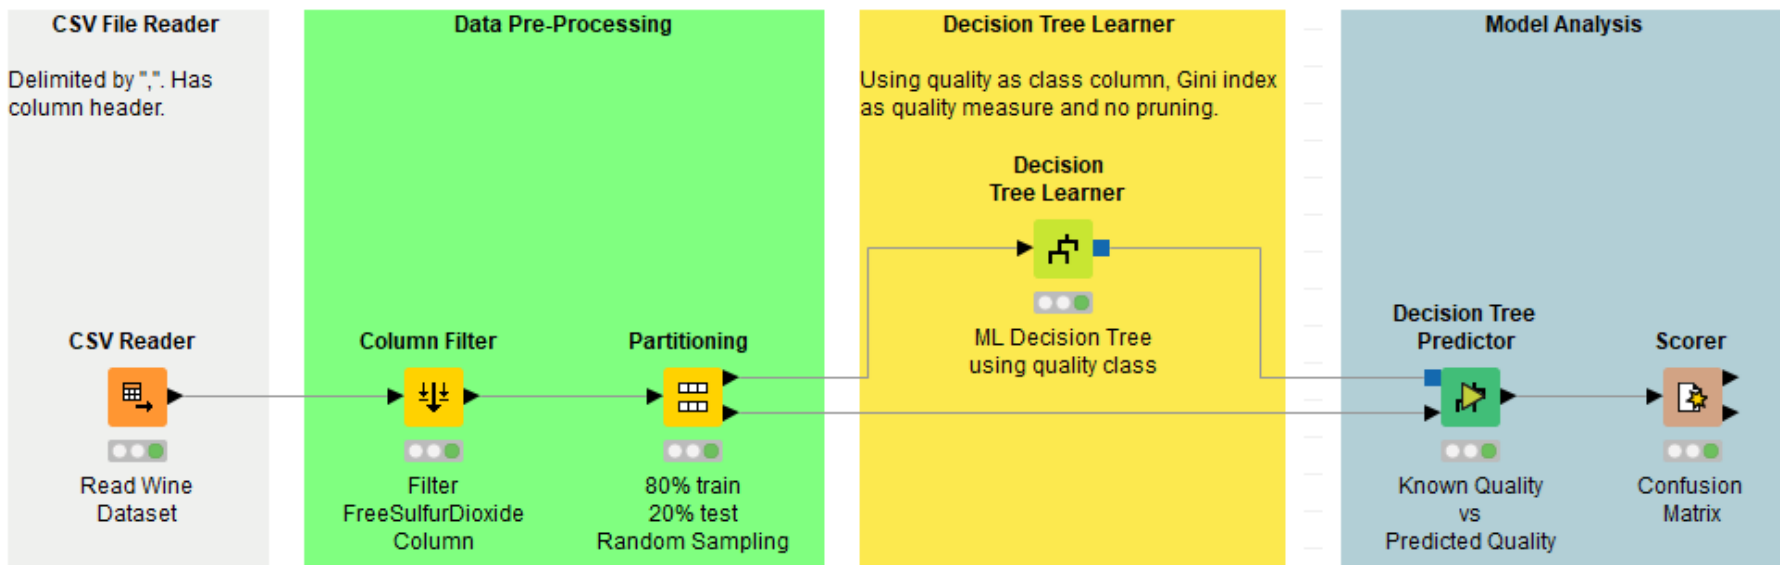 CSV File Reader
Delimited by ",". Has
column header.
CSV Reader
Read Wine
Dataset
Data Pre-Processing
Column Filter
Filter
FreeSulfurDioxide
Column
Partitioning
80% train
20% test
Random Sampling
Decision Tree Learner
Using quality as class column, Gini index
as quality measure and no pruning.
Decision
Tree Learner
ML Decision Tree
using quality class
Model Analysis
Decision Tree
Predictor
Known Quality
vs
Predicted Quality
Scorer
Confusion
Matrix